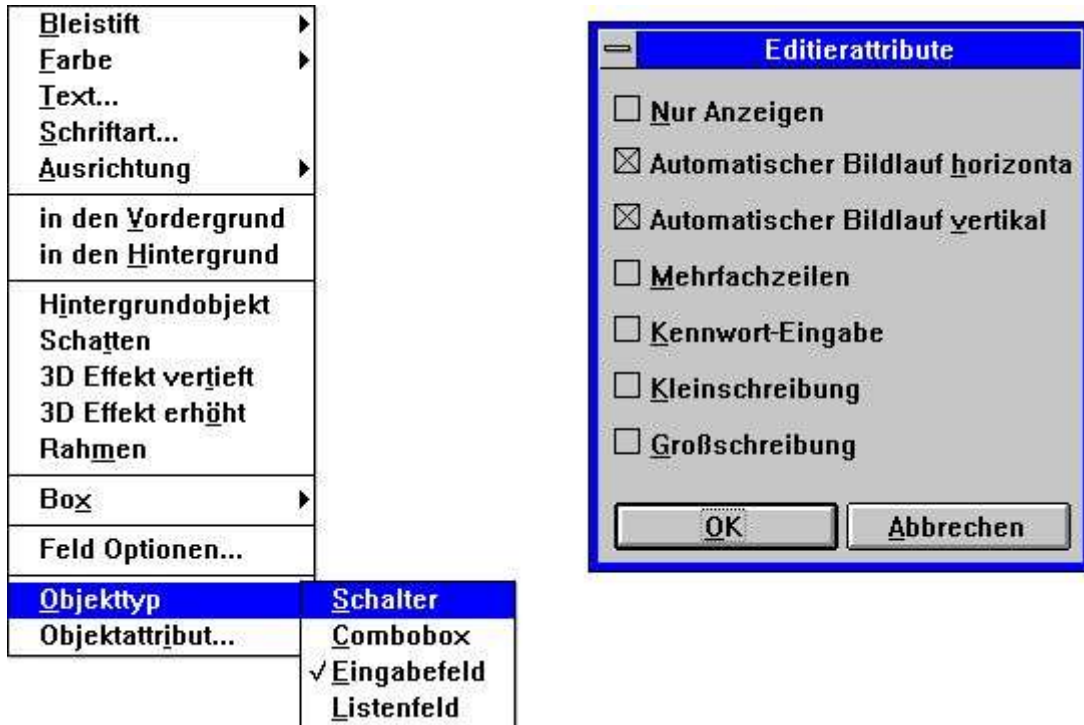 Bleistift
Farbe
Text...
Schriftart...
Ausrichtung
in den Vordergrund
in den Hintergrund
Hintergrundobjekt
Schatten
3D Effekt vertieft
3D Effekt erhöht
Rahmen
Box
Feld Optionen...
Objekttyp
Objektattribut...
Schalter
Combobox
Eingabefeld
Listenfeld
Editierattribute
Nur Anzeigen
Automatischer Bildlauf horizonta
Automatischer Bildlauf vertikal
Mehrfachzeilen
Kennwort-Eingabe
Kleinschreibung
Großschreibung
OK
Abbrechen